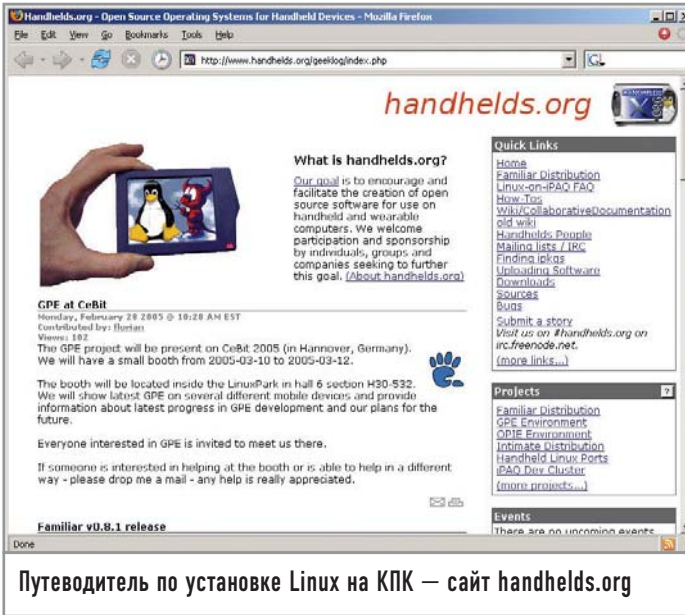 Handhelds.org - Open Source Operating Systems for Handheld Devices - Mozilla Firefox
File Edit View Go Bookmarks Tools Help
http://www.handhelds.org/geeklog/index.php
handhelds.org
What is handhelds.org?
Our goal is to encourage and
facilitate the creation of open
source software for use on
handheld and wearable
computers. We welcome
participation and sponsorship
by individuals, groups and
companies seeking to further
this goal. (About handhelds.org)
GPE at CeBit
Monday, February 28 2005 @ 10:28 AM EST
Contributed by: florian
Views: 102
The GPE project will be present on CeBit 2005 (in Hannover, Germany).
We will have a small booth from 2005-03-10 to 2005-03-12.
The booth will be located inside the LinuxPark in hall 6 section H30-532.
We will show latest GPE on several different mobile devices and provide
information about latest progress in GPE development and our plans for the
future.
Everyone interested in GPE is invited to meet us there.
If someone is interested in helping at the booth or is able to help in a different
way - please drop me a mail - any help is really appreciated.
Familiar v0.8.1 release
Quick Links
Home
Familiar Distribution
Linux-on-iPAQ FAQ
How-Tos
Wiki/CollaborativeDocumentation
old wiki
Handhelds People
Mailing lists / IRC
Finding ipkgs
Uploading Software
Downloads
Sources
Bugs
Submit a story
Visit us on #handhelds.org on
irc.freenode.net.
(more links...)
Projects ?
Familiar Distribution
GPE Environment
OPIE Environment
Intimate Distribution
Handheld Linux Ports
iPAQ Dev Cluster
(more projects...)
Events
There are no upcoming events
Done
Путеводитель по установке Linux на КПК — сайт handhelds.org